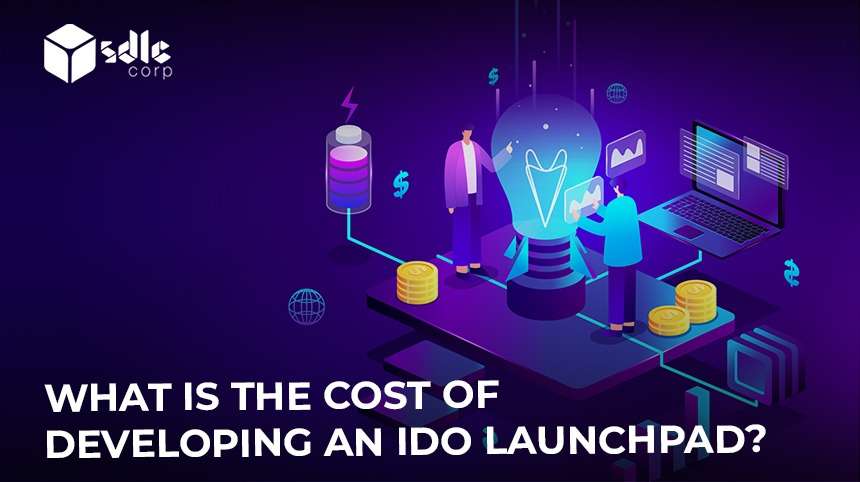 sdlc
corp
WHAT IS THE COST OF
DEVELOPING AN IDO LAUNCHPAD?